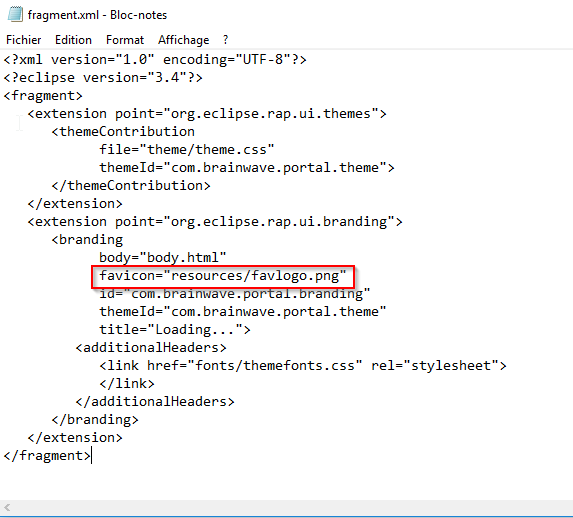 fragment.xml - Bloc-notes
Fichier Edition Format Affichage ?
<?xml version="1.0" encoding="UTF-8"?>
<?eclipse version="3.4"?>
<fragment>
   <extension point="org.eclipse.rap.ui.themes">
      <themeContribution
            file="theme/theme.css"
            themeId="com.brainwave.portal.theme">
      </themeContribution>
   </extension>
   <extension point="org.eclipse.rap.ui.branding">
      <branding
            body="body.html"
            favicon="resources/favlogo.png"
            id="com.brainwave.portal.branding"
            themeId="com.brainwave.portal.theme"
            title="Loading...">
         <additionalHeaders>
            <link href="fonts/themefonts.css" rel="stylesheet">
            </link>
         </additionalHeaders>
      </branding>
   </extension>
</fragment>